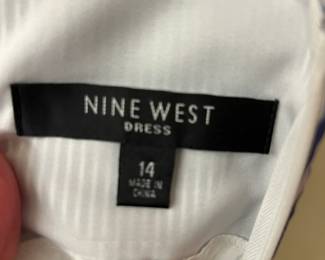 NINE WEST
DRESS
14
MADE IN
CHINA